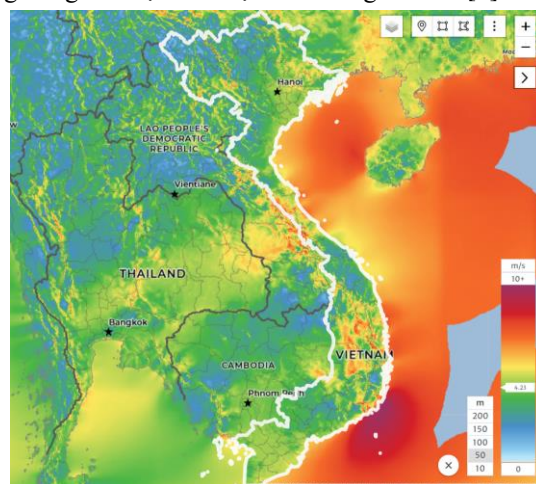 Hanoi
LAO PEOPLE'S
DEMOCRATIC
REPUBLIC
Vientiane
THAILAND
Bangkok
CAMBODIA
VIETNAM
m/s
10+
4.21
0
m
200
150
100
50
10